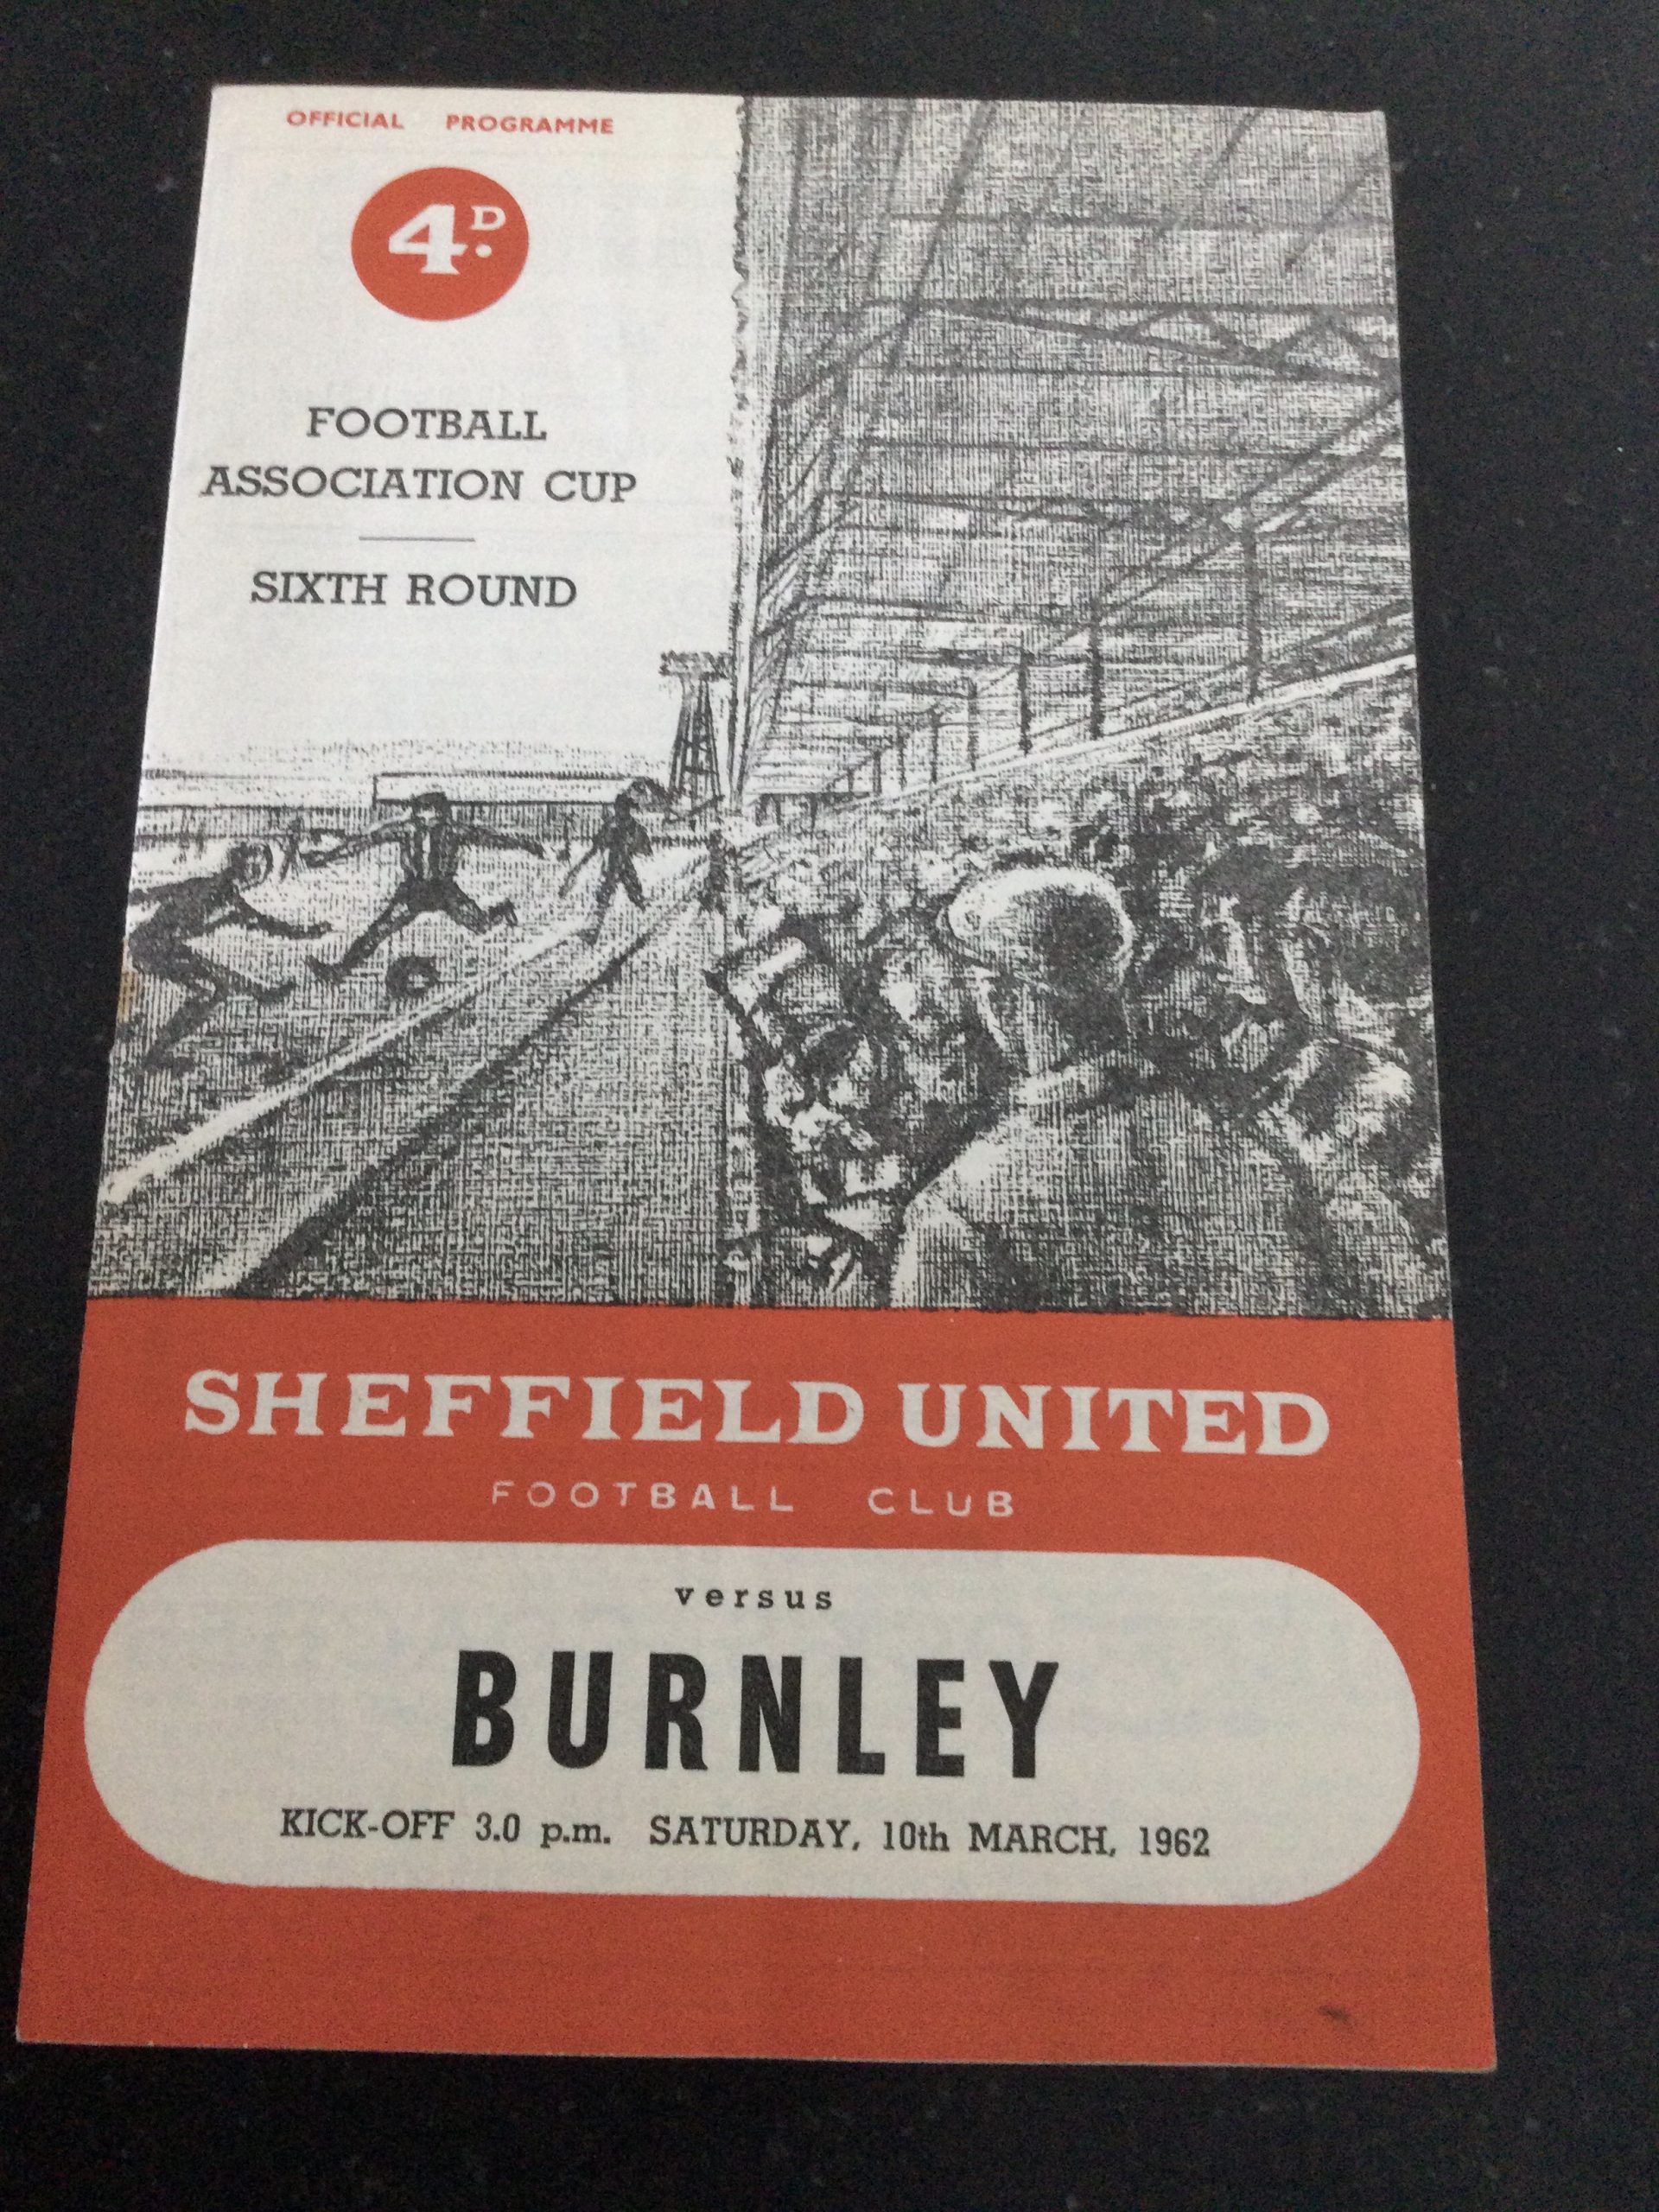 OFFICIAL PROGRAMME
4D.
FOOTBALL
ASSOCIATION CUP
SIXTH ROUND
SHEFFIELD UNITED
FOOTBALL CLUB
versus
BURNLEY
KICK-OFF 3.0 p.m. SATURDAY, 10th MARCH, 1962